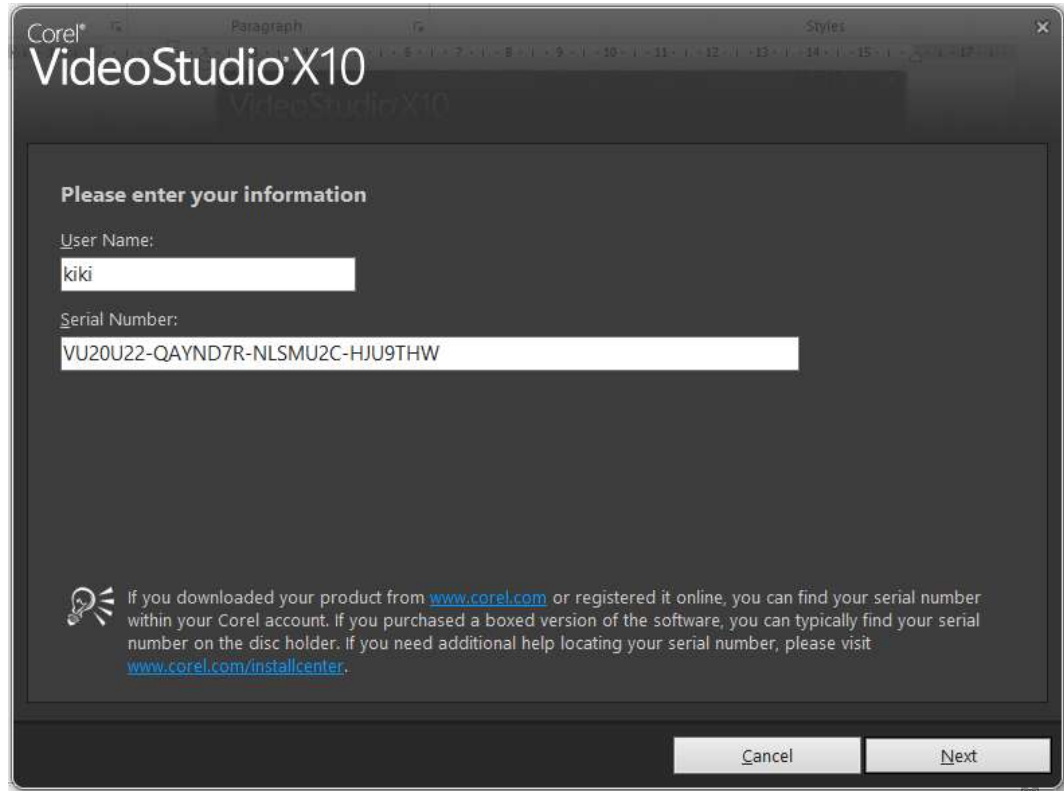 Paragraph Styles
Corel®
VideoStudio® X10
VideoStudio X10
Please enter your information
User Name:
kiki
Serial Number:
VU20U22-QAYND7R-NLSMU2C-HJU9THW
If you downloaded your product from www.corel.com or registered it online, you can find your serial number
within your Corel account. If you purchased a boxed version of the software, you can typically find your serial
number on the disc holder. If you need additional help locating your serial number, please visit
www.corel.com/installcenter.
Cancel Next